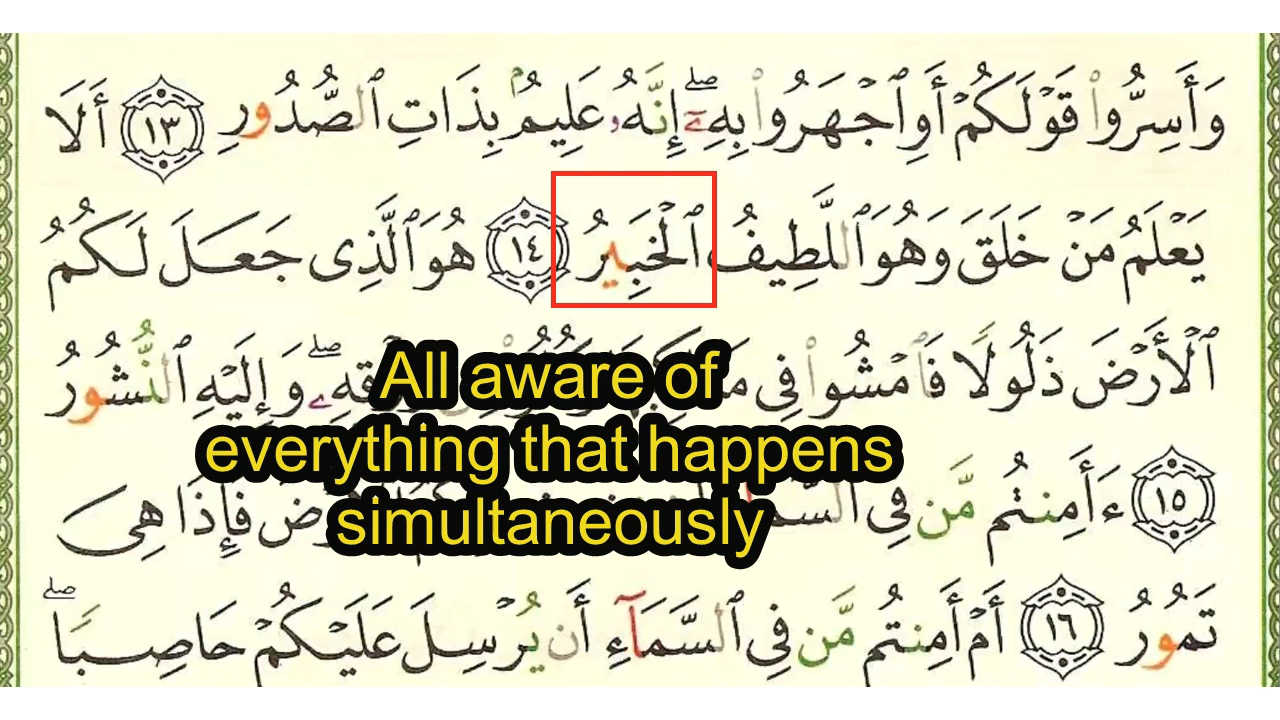 وَأَسِرُّوا۟ قَوْلَكُمْ أَوِ ٱجْهَرُوا۟ بِهِۦٓ ۖ إِنَّهُۥ عَلِيمٌۢ بِذَاتِ ٱلصُّدُورِ ١٣ أَلَا
يَعْلَمُ مَنْ خَلَقَ وَهُوَ ٱللَّطِيفُ ٱلْخَبِيرُ ١٤ هُوَ ٱلَّذِى جَعَلَ لَكُمُ
ٱلْأَرْضَ ذَلُولًا فَٱمْشُوا۟ فِى وَإِلَيْهِ ٱلنُّشُورُ
١٥ ءَأَمِنتُم مَّن فِى فَإِذَا هِىَ
تَمُورُ ١٦ أَمْ أَمِنتُم مَّن فِى ٱلسَّمَآءِ أَن يُرْسِلَ عَلَيْكُمْ حَاصِبًا ۖ
All aware of
everything that happens
simultaneously